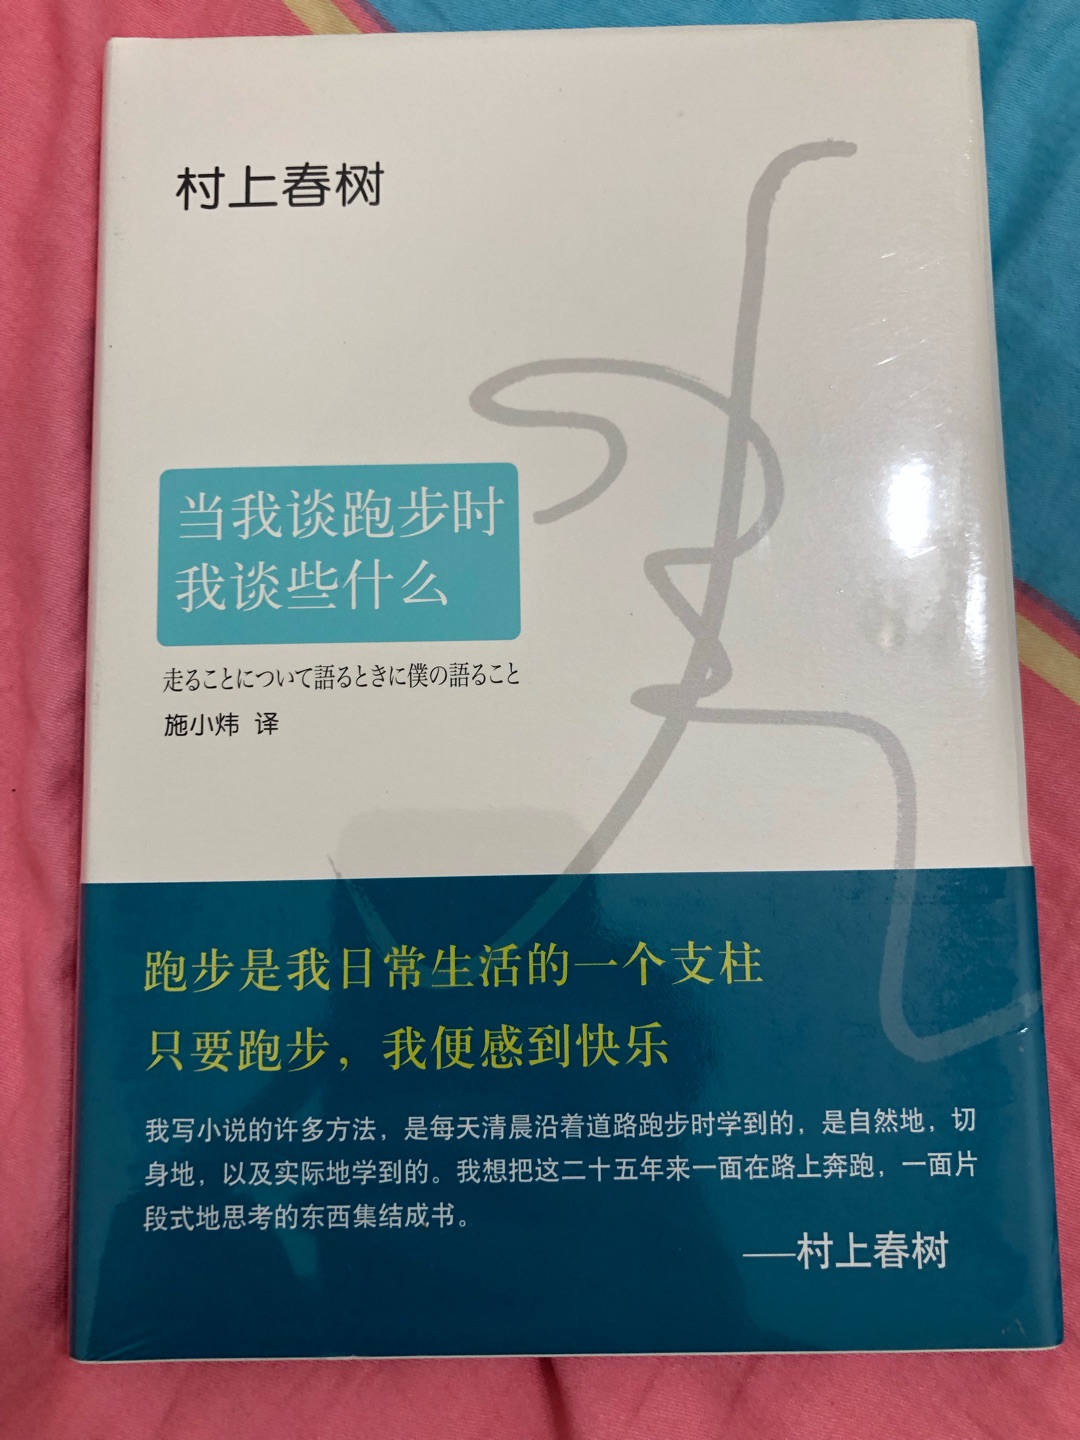 村上春树
当我谈跑步时
我谈些什么
走ることについて語るときに僕の語ること
施小炜 译
跑步是我日常生活的一个支柱
只要跑步，我便感到快乐
我写小说的许多方法，是每天清晨沿着道路跑步时学到的，是自然地，切
身地，以及实际地学到的。我想把这二十五年来一面在路上奔跑，一面片
段式地思考的东西集结成书。
——村上春树